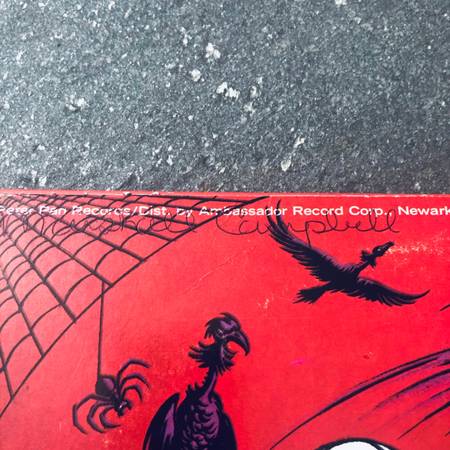 Peter Pan Records/Dist. by Ambassador Record Corp., Newark
Campbell